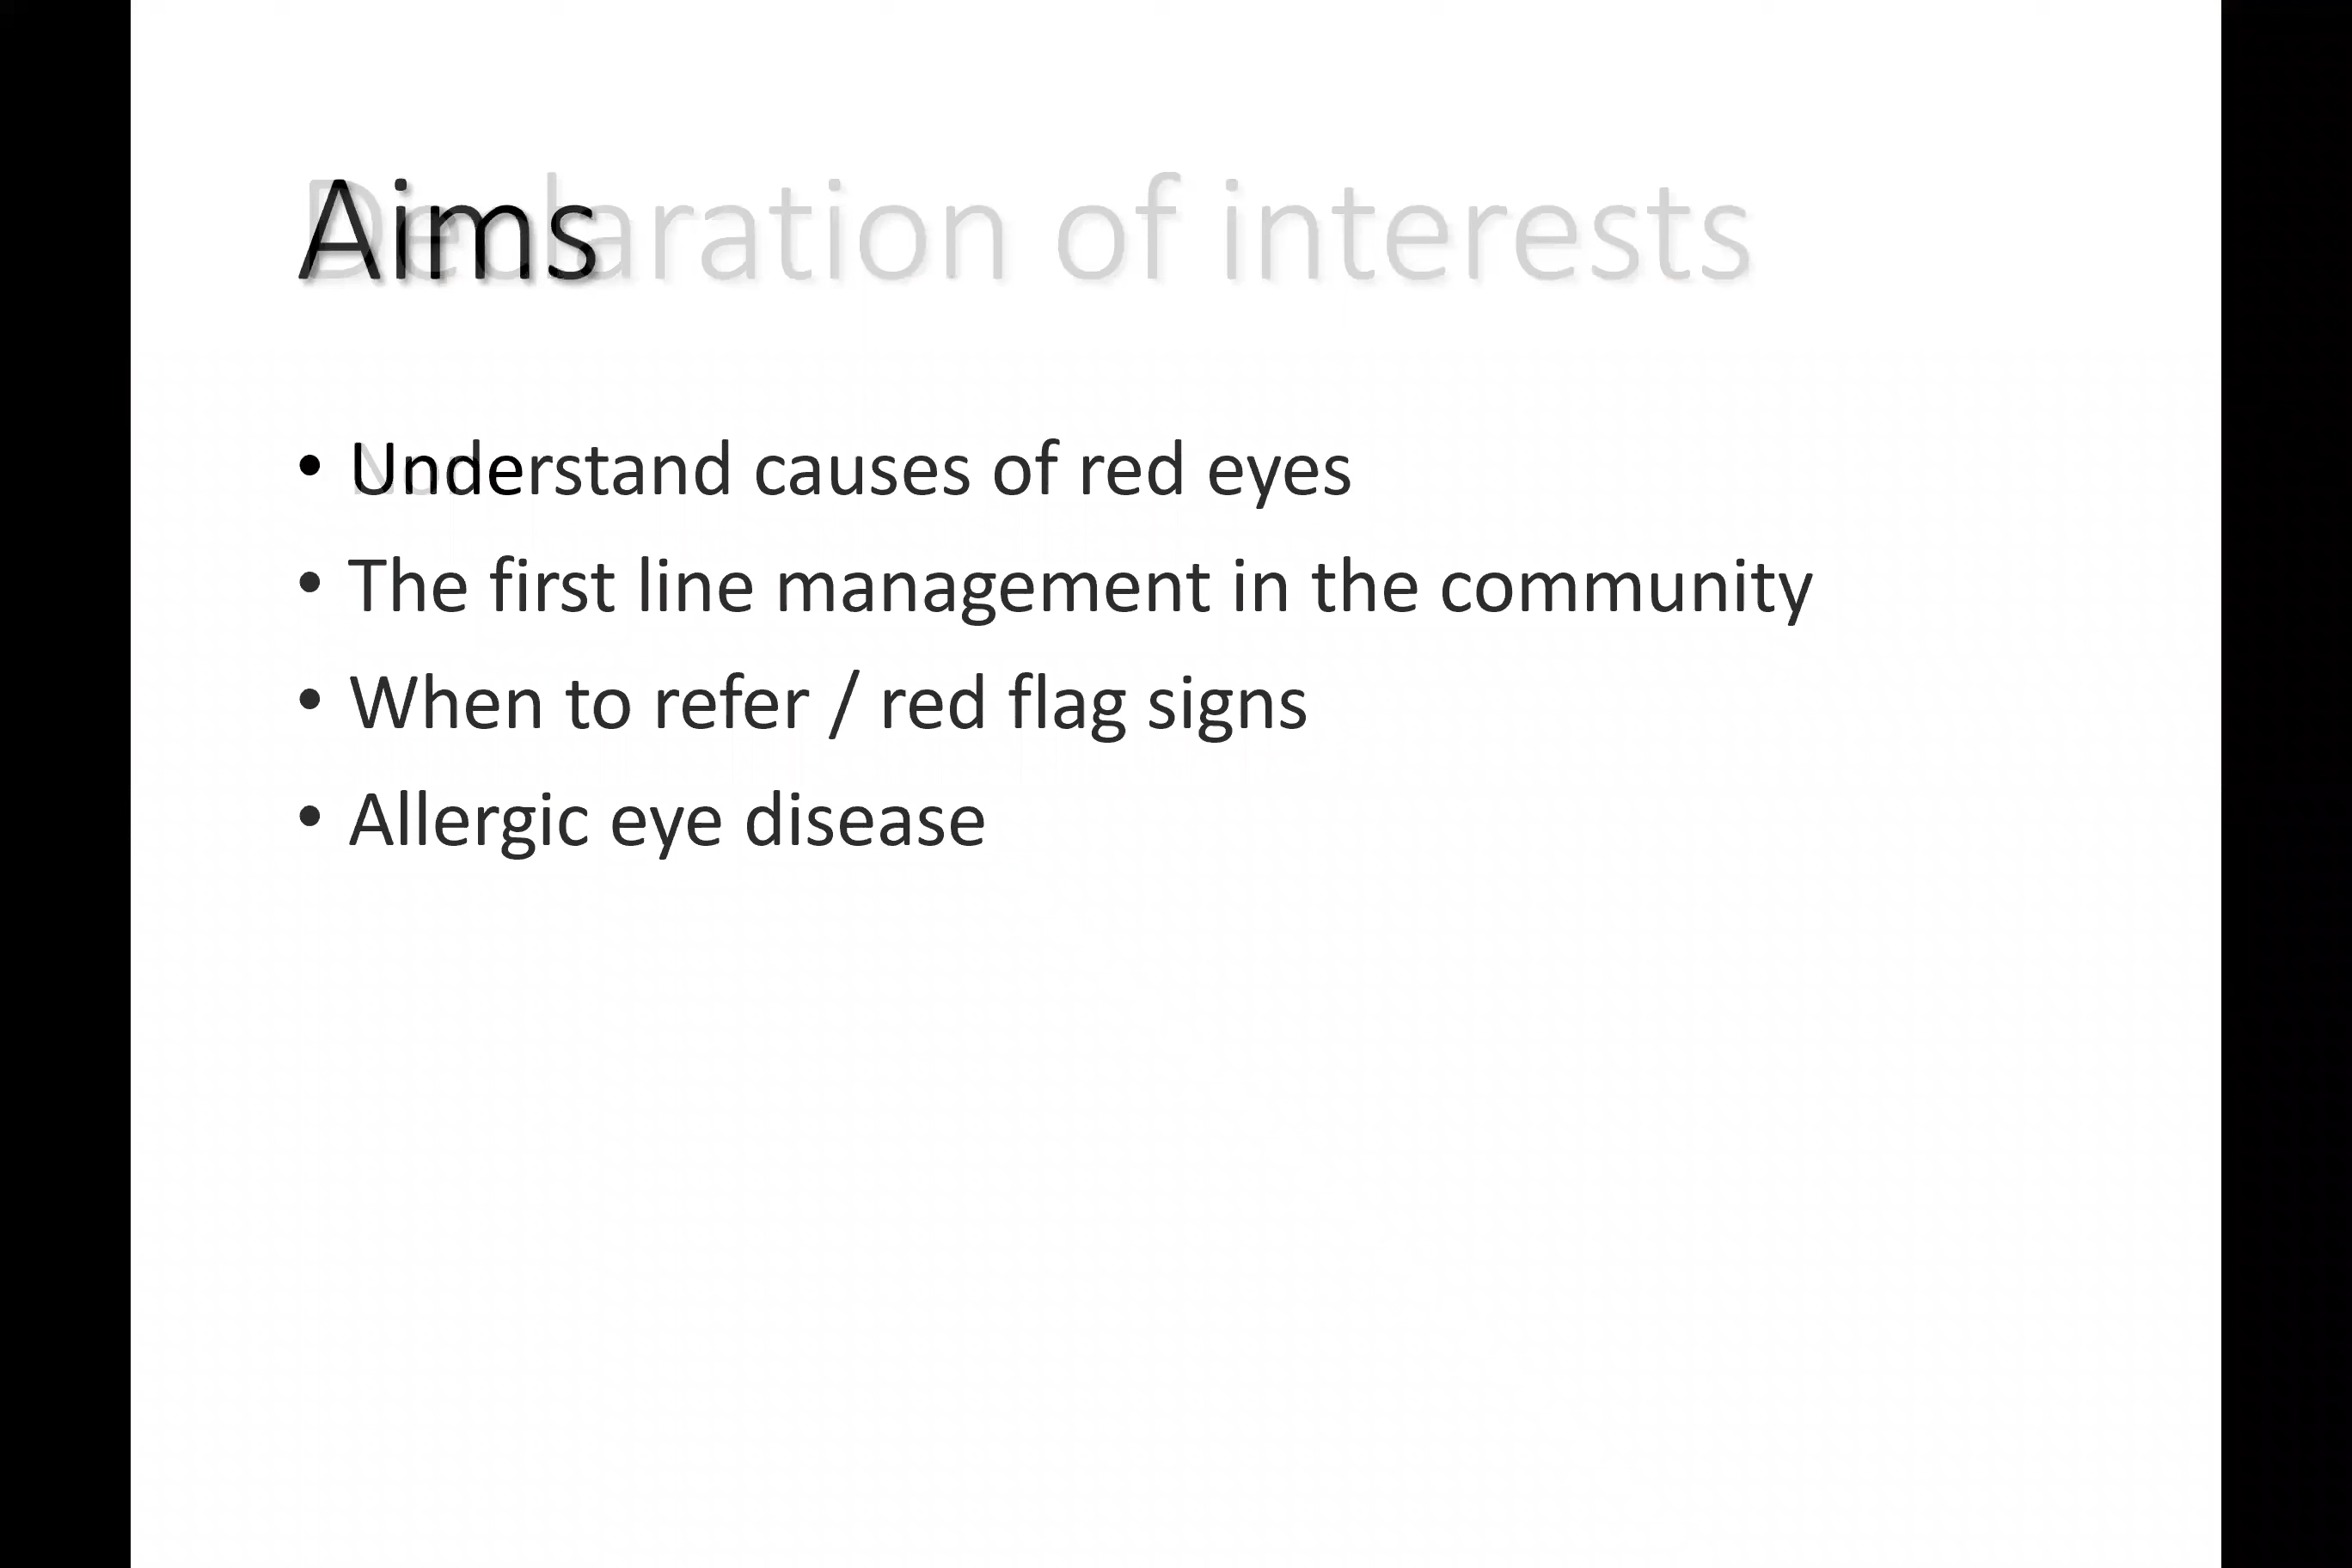 Aims
Declaration of interests
• Understand causes of red eyes
• The first line management in the community
• When to refer / red flag signs
• Allergic eye disease